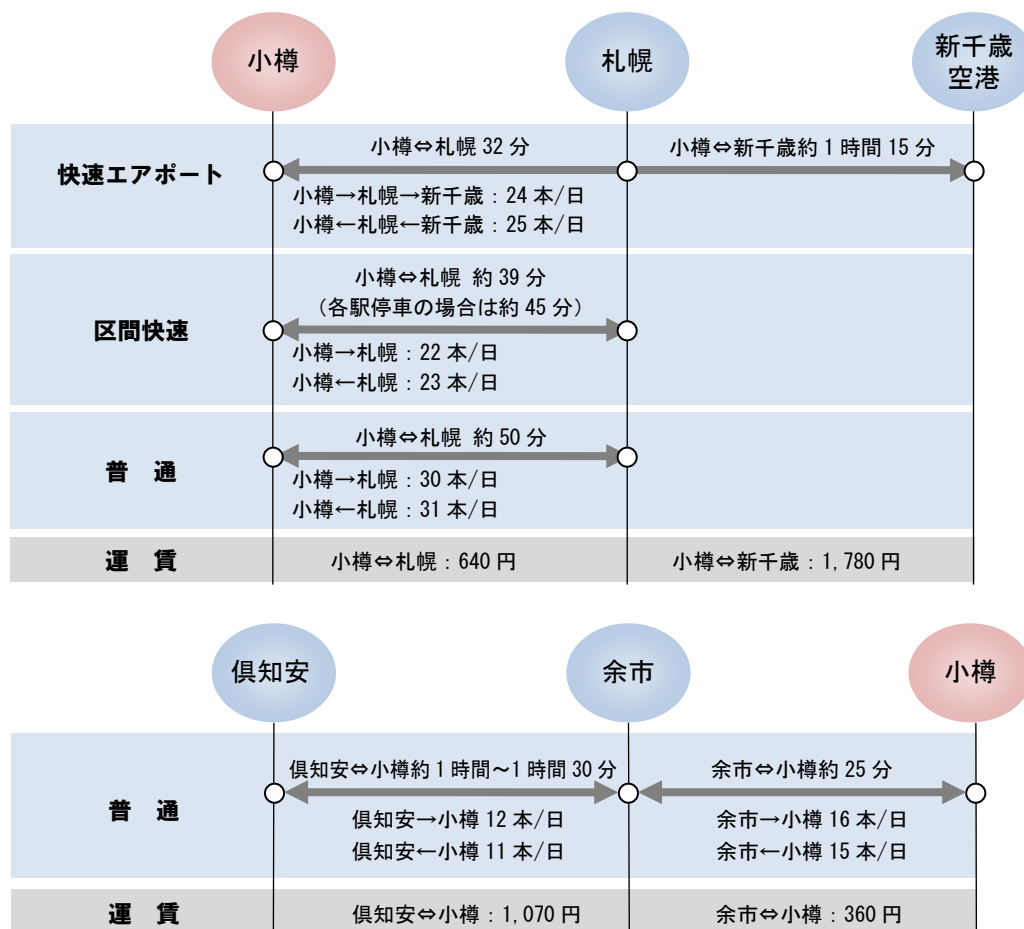 小樽
札幌
新千歳
空港
快速エアポート
小樽⇔札幌 32 分
小樽⇔新千歳約 1 時間 15 分
小樽→札幌→新千歳：24 本/日
小樽←札幌←新千歳：25 本/日
区間快速
小樽⇔札幌 約 39 分
（各駅停車の場合は約 45 分）
小樽→札幌：22 本/日
小樽←札幌：23 本/日
普　通
小樽⇔札幌 約 50 分
小樽→札幌：30 本/日
小樽←札幌：31 本/日
運　賃
小樽⇔札幌：640 円
小樽⇔新千歳：1,780 円
倶知安
余市
小樽
普　通
倶知安⇔小樽約 1 時間～1 時間 30 分
余市⇔小樽約 25 分
倶知安→小樽 12 本/日
余市→小樽 16 本/日
倶知安←小樽 11 本/日
余市←小樽 15 本/日
運　賃
倶知安⇔小樽：1,070 円
余市⇔小樽：360 円